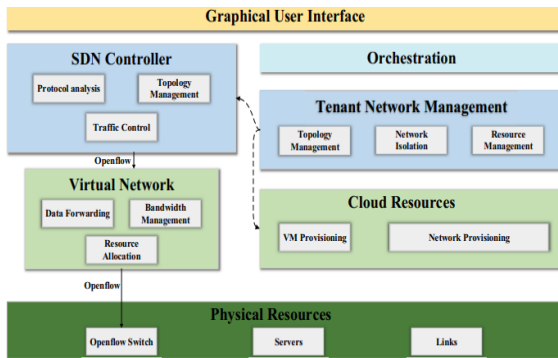 Graphical User Interface
SDN Controller
Protocol analysis
Topology
Management
Traffic Control
Openflow
Virtual Network
Data Forwarding
Bandwidth
Management
Resource
Allocation
Openflow
Orchestration
Tenant Network Management
Topology
Management
Network
Isolation
Resource
Management
Cloud Resources
VM Provisioning
Network Provisioning
Physical Resources
Openflow Switch
Servers
Links